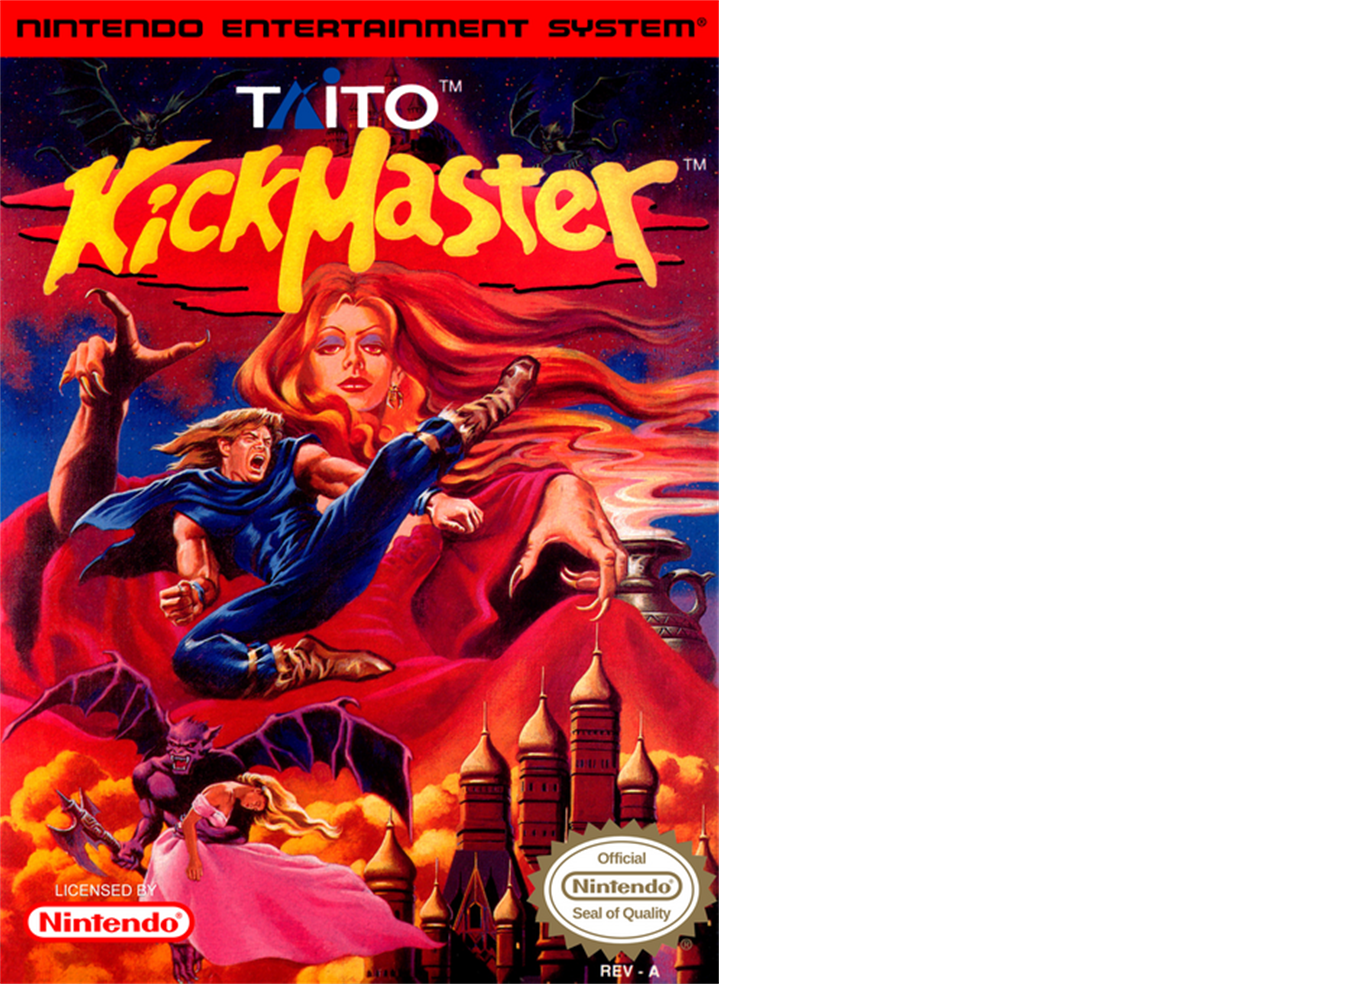 NINTENDO ENTERTAINMENT SYSTEM®
TAITO™
KickMaster™
LICENSED BY
Nintendo®
Official
Nintendo®
Seal of Quality
®
REV - A